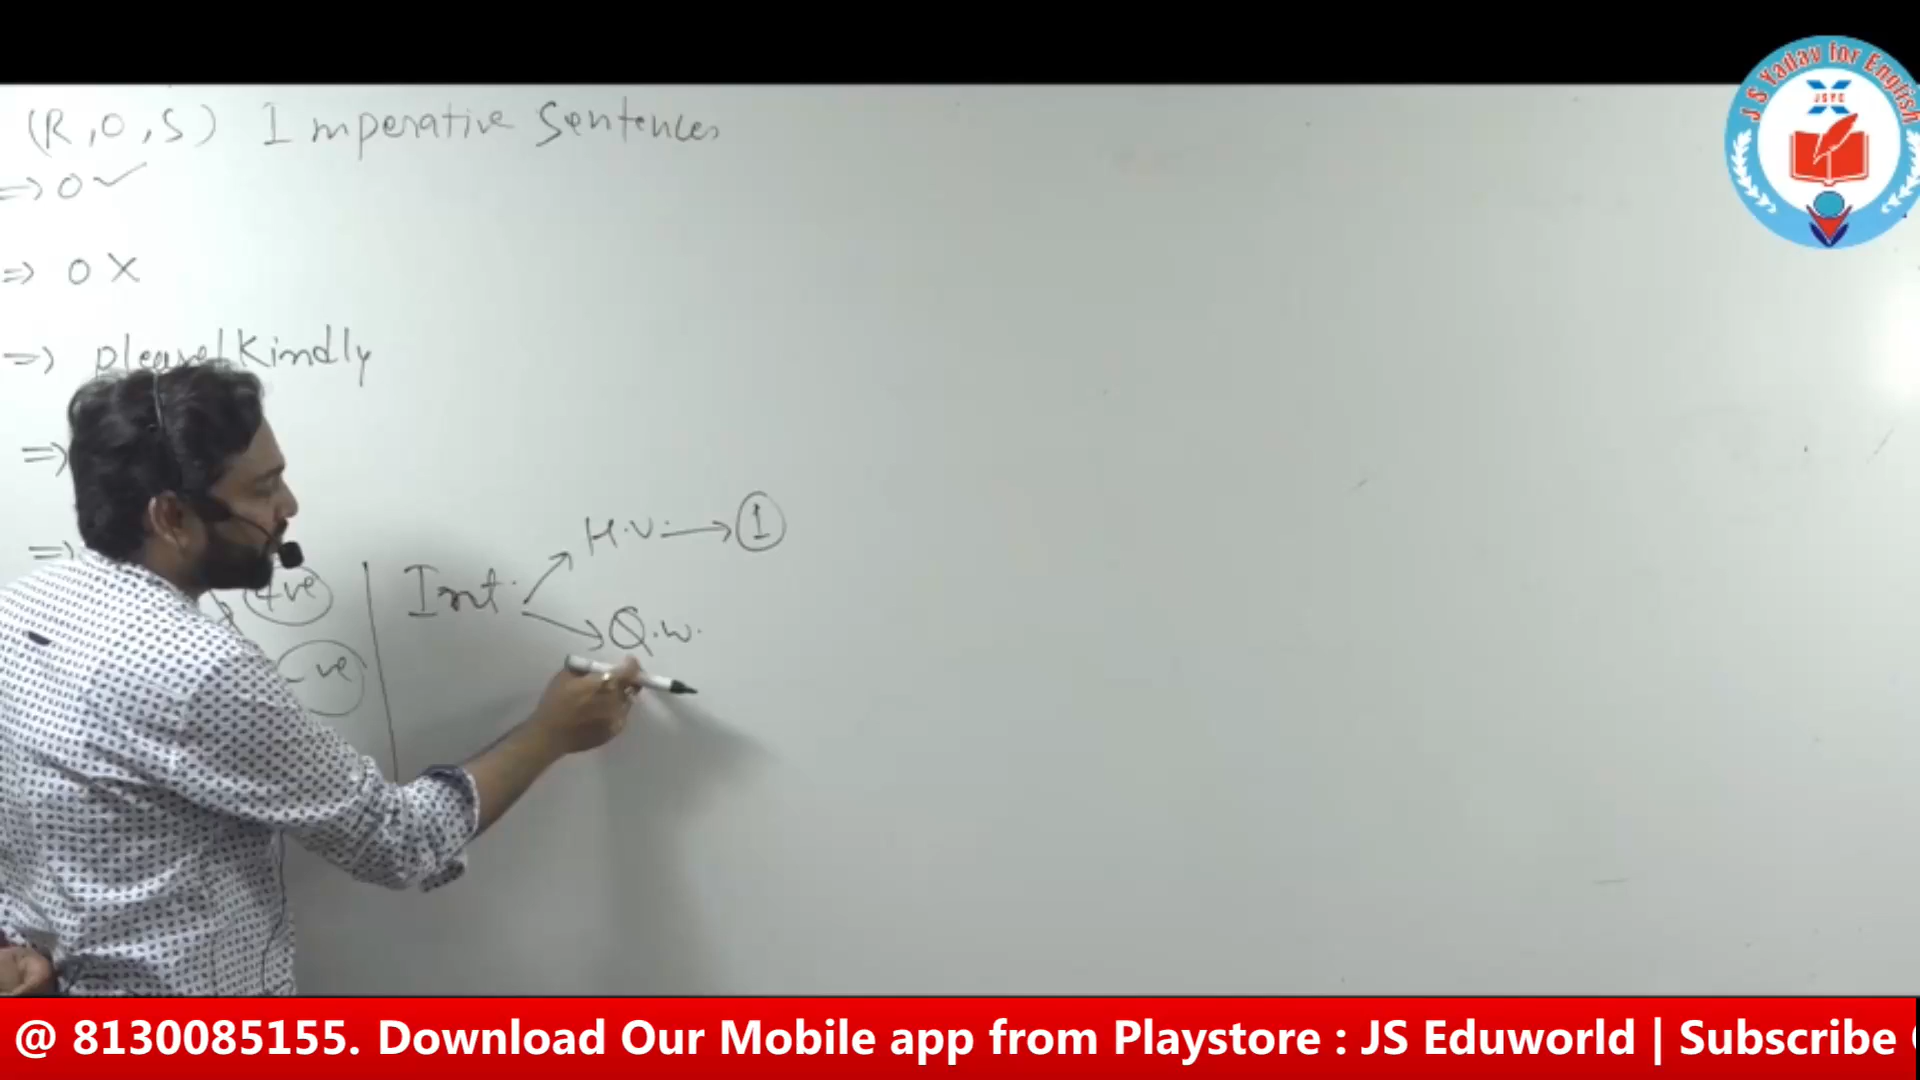 (R, O, S) Imperative Sentences
=> O ✓
=> O X
=> please/Kindly
=>
=>
+ve
-ve
Int.
H.V. → 1
Q.W.
J S Yadav for English
JSYC
@ 8130085155. Download Our Mobile app from Playstore : JS Eduworld | Subscribe